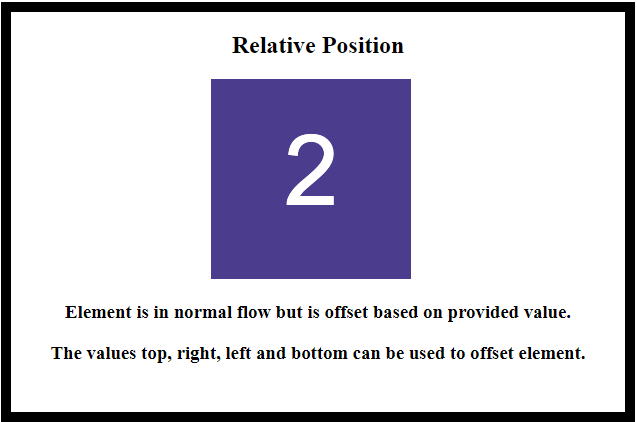 Relative Position
2
Element is in normal flow but is offset based on provided value.
The values top, right, left and bottom can be used to offset element.